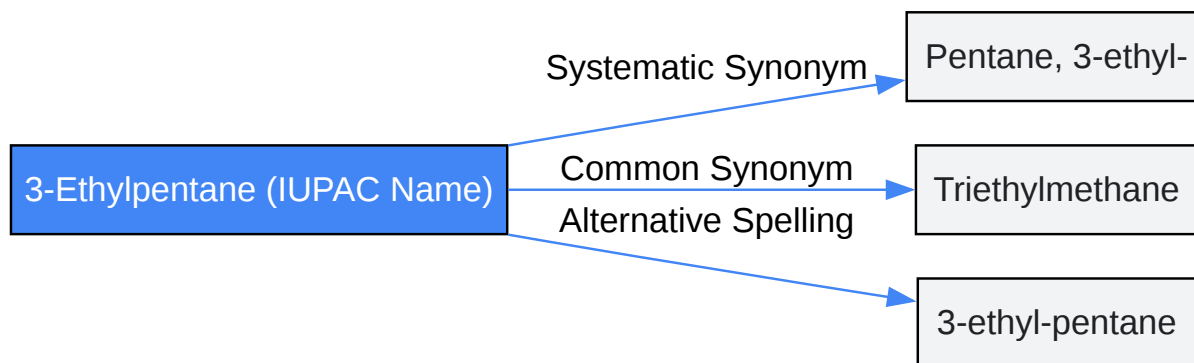 Systematic Synonym
Pentane, 3-ethyl-
3-Ethylpentane (IUPAC Name)
Common Synonym
Triethylmethane
Alternative Spelling
3-ethyl-pentane